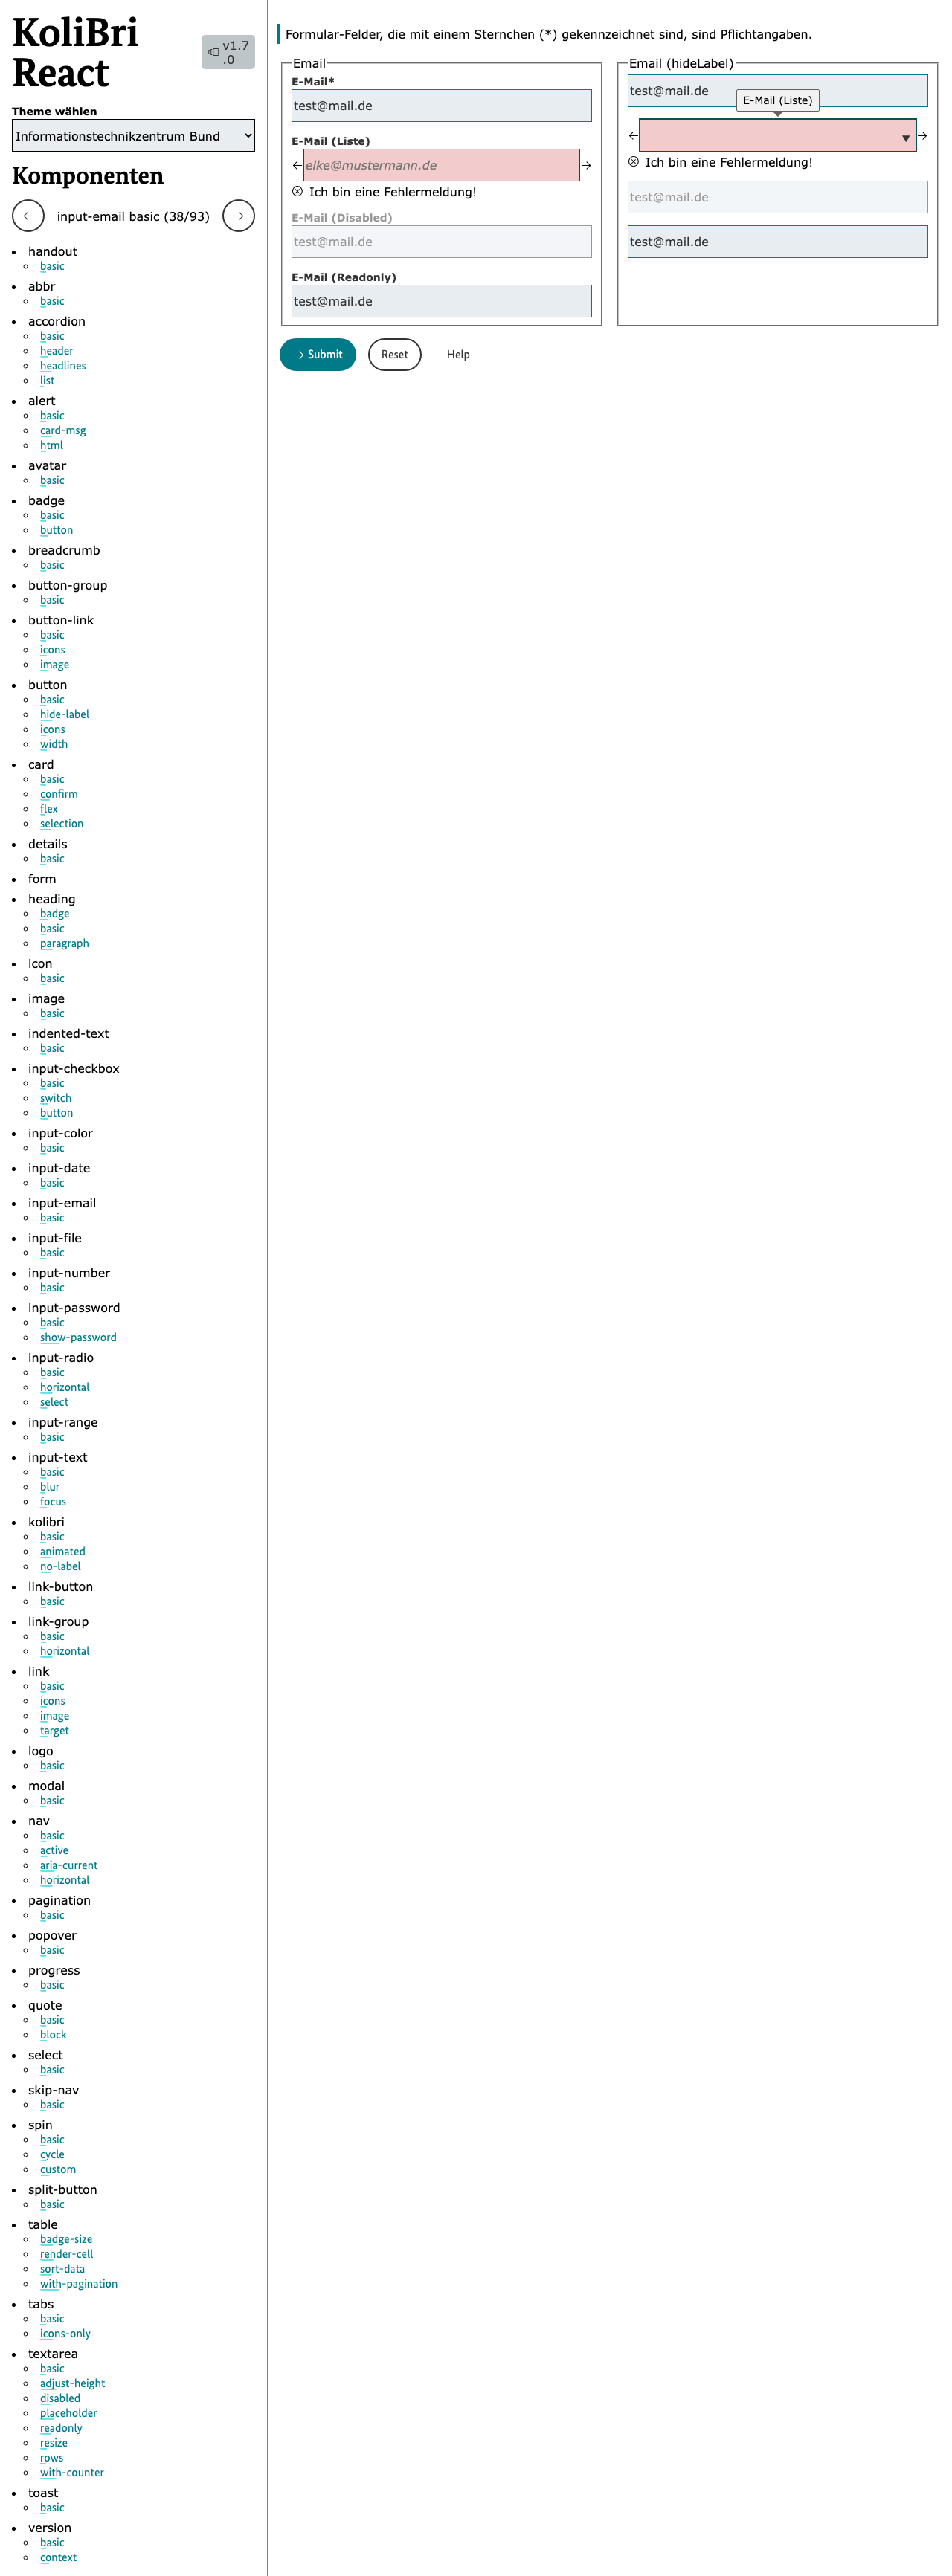 KoliBri
React
v1.7
.0
Theme wählen
Informationstechnikzentrum Bund
Komponenten
input-email basic (38/93)
handout
basic
abbr
basic
accordion
basic
header
headlines
list
alert
basic
card-msg
html
avatar
basic
badge
basic
button
breadcrumb
basic
button-group
basic
button-link
basic
icons
image
button
basic
hide-label
icons
width
card
basic
confirm
flex
selection
details
basic
form
heading
badge
basic
paragraph
icon
basic
image
basic
indented-text
basic
input-checkbox
basic
switch
button
input-color
basic
input-date
basic
input-email
basic
input-file
basic
input-number
basic
input-password
basic
show-password
input-radio
basic
horizontal
select
input-range
basic
input-text
basic
blur
focus
kolibri
basic
animated
no-label
link-button
basic
link-group
basic
horizontal
link
basic
icons
image
target
logo
basic
modal
basic
nav
basic
active
aria-current
horizontal
pagination
basic
popover
basic
progress
basic
quote
basic
block
select
basic
skip-nav
basic
spin
basic
cycle
custom
split-button
basic
table
badge-size
render-cell
sort-data
with-pagination
tabs
basic
icons-only
textarea
basic
adjust-height
disabled
placeholder
readonly
resize
rows
with-counter
toast
basic
version
basic
context
Formular-Felder, die mit einem Sternchen (*) gekennzeichnet sind, sind Pflichtangaben.
Email
E-Mail*
test@mail.de
E-Mail (Liste)
elke@mustermann.de
Ich bin eine Fehlermeldung!
E-Mail (Disabled)
test@mail.de
E-Mail (Readonly)
test@mail.de
Email (hideLabel)
test@mail.de
E-Mail (Liste)
Ich bin eine Fehlermeldung!
test@mail.de
test@mail.de
Submit
Reset
Help